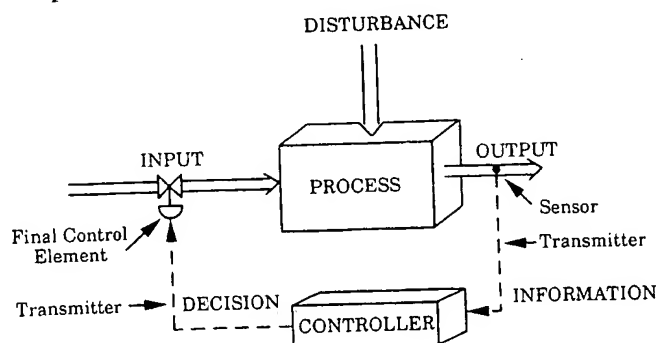 DISTURBANCE
INPUT
OUTPUT
PROCESS
Sensor
Final Control
Element
Transmitter
Transmitter
DECISION
INFORMATION
CONTROLLER